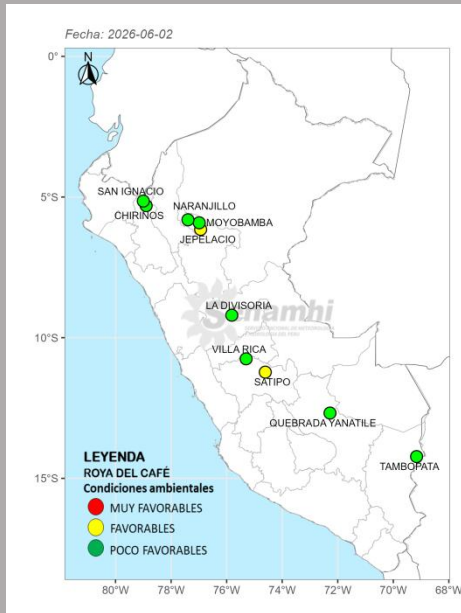 Fecha: 2026-06-02
N
0°
5°S
10°S
15°S
SAN IGNACIO
CHIRINOS
NARANJILLO
MOYOBAMBA
JEPELACIO
LA DIVISORIA
Senamhi
VILLA RICA
SATIPO
QUEBRADA YANATILE
TAMBOPATA
LEYENDA
ROYA DEL CAFÉ
Condiciones ambientales
MUY FAVORABLES
FAVORABLES
POCO FAVORABLES
80°W 78°W 76°W 74°W 72°W 70°W 68°W